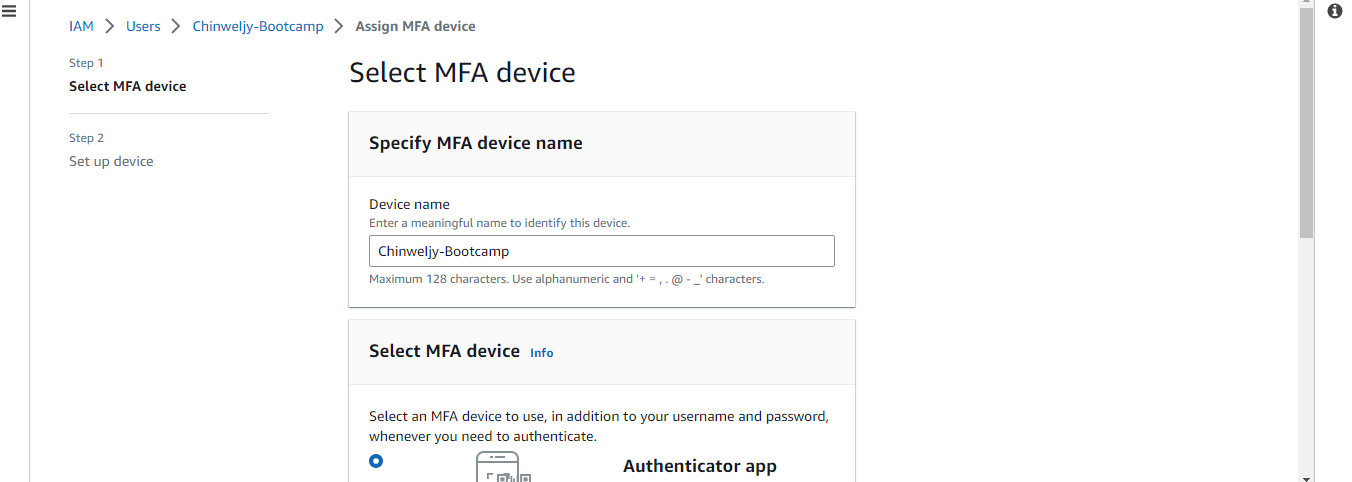 IAM > Users > Chinweljy-Bootcamp > Assign MFA device
Step 1
Select MFA device
Step 2
Set up device
Select MFA device
Specify MFA device name
Device name
Enter a meaningful name to identify this device.
Chinweljy-Bootcamp
Maximum 128 characters. Use alphanumeric and '+ = , . @ - _' characters.
Select MFA device Info
Select an MFA device to use, in addition to your username and password,
whenever you need to authenticate.
Authenticator app